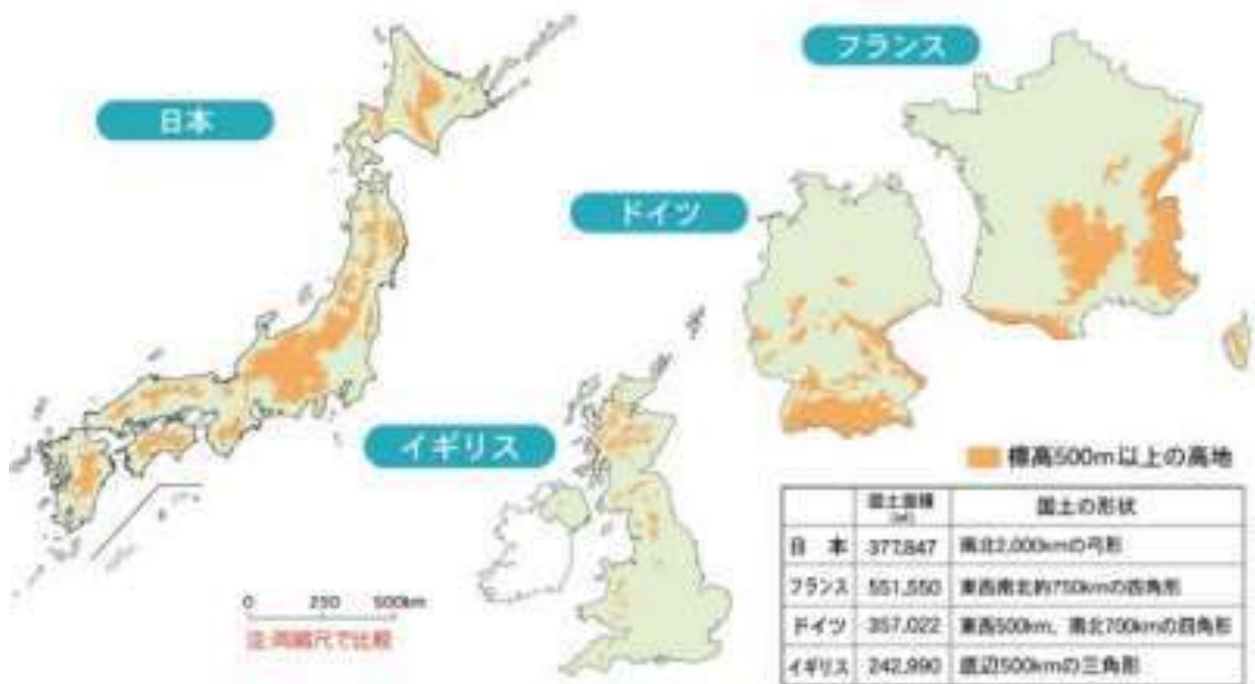 フランス
日本
ドイツ
イギリス
標高500m以上の高地
国土面積
国土の形状
日 本 377,847 南北2,000kmの弓形
フランス 551,550 東西南北約750kmの四角形
ドイツ 357,022 東西500km、南北700kmの四角形
イギリス 242,990 底辺500kmの三角形
0 250 500km
注:同縮尺で比較